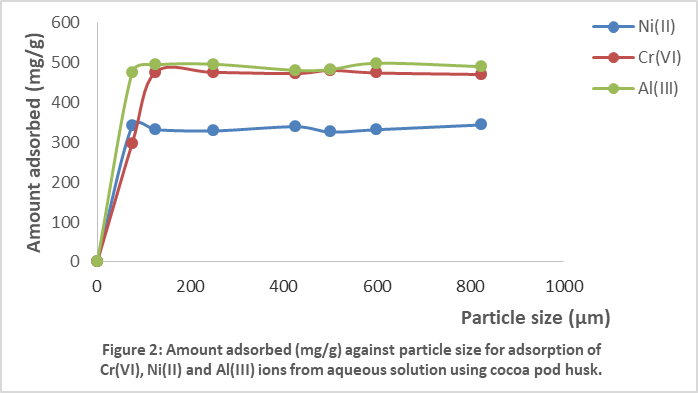 600
500
400
300
200
100
0
0 200 400 600 800 1000
Amount adsorbed (mg/g)
Particle size (µm)
Ni(II)
Cr(VI)
Al(III)
Figure 2: Amount adsorbed (mg/g) against particle size for adsorption of
Cr(VI), Ni(II) and Al(III) ions from aqueous solution using cocoa pod husk.